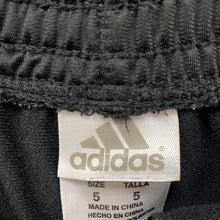 adidas
SIZE TALLA
5 5
MADE IN CHINA
HECHO EN CHINA